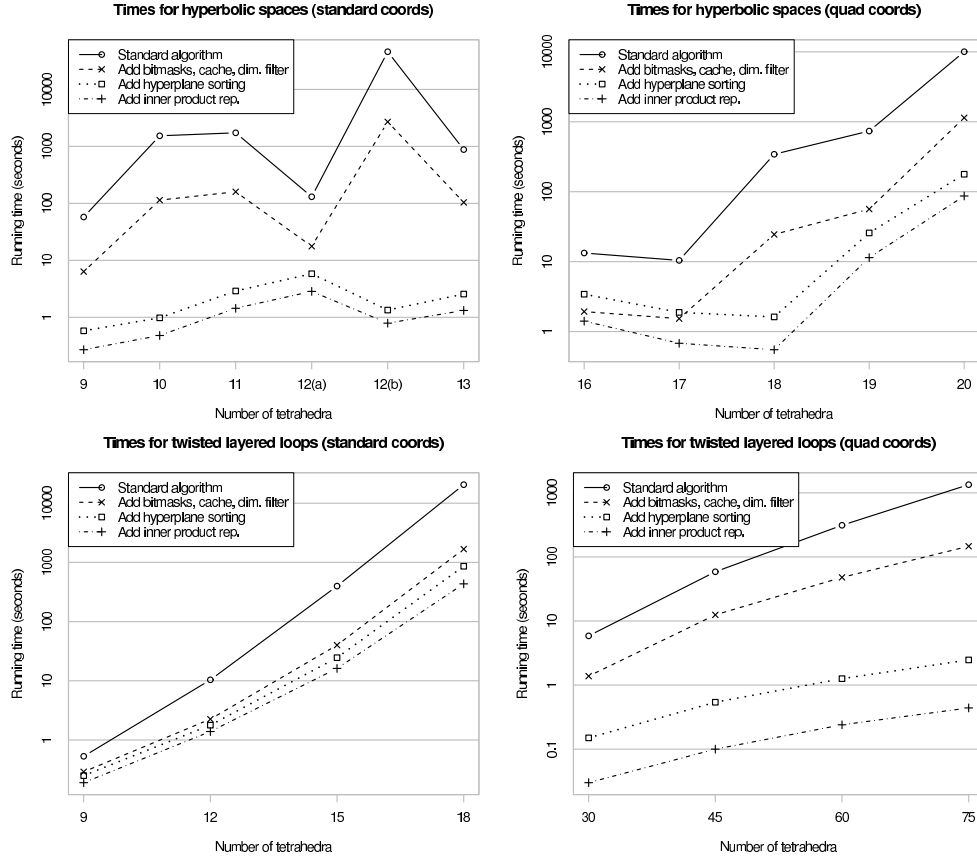 Times for hyperbolic spaces (standard coords)
Standard algorithm
Add bitmasks, cache, dim. filter
Add hyperplane sorting
Add inner product rep.
Running time (seconds)
10000
1000
100
10
1
9 10 11 12(a) 12(b) 13
Number of tetrahedra
Times for hyperbolic spaces (quad coords)
Standard algorithm
Add bitmasks, cache, dim. filter
Add hyperplane sorting
Add inner product rep.
Running time (seconds)
10000
1000
100
10
1
16 17 18 19 20
Number of tetrahedra
Times for twisted layered loops (standard coords)
Standard algorithm
Add bitmasks, cache, dim. filter
Add hyperplane sorting
Add inner product rep.
Running time (seconds)
10000
1000
100
10
1
9 12 15 18
Number of tetrahedra
Times for twisted layered loops (quad coords)
Standard algorithm
Add bitmasks, cache, dim. filter
Add hyperplane sorting
Add inner product rep.
Running time (seconds)
1000
100
10
1
0.1
30 45 60 75
Number of tetrahedra